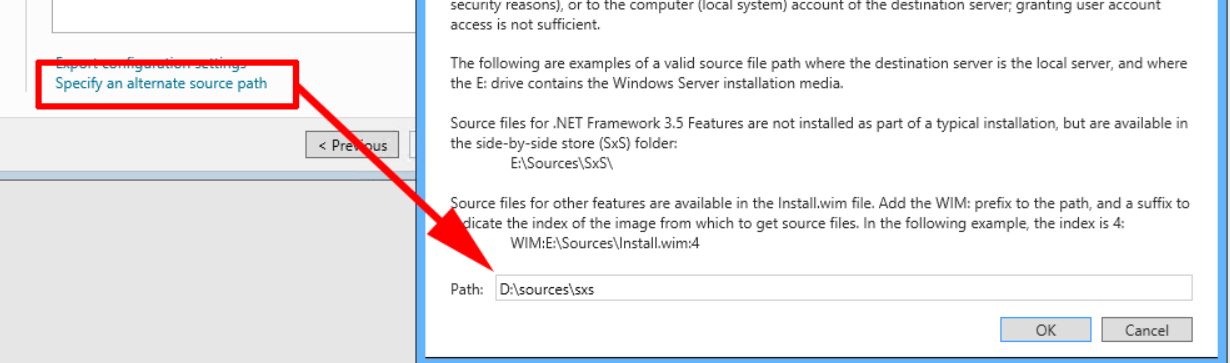 security reasons), or to the computer (local system) account of the destination server; granting user account
access is not sufficient.
The following are examples of a valid source file path where the destination server is the local server, and where
the E: drive contains the Windows Server installation media.
Source files for .NET Framework 3.5 Features are not installed as part of a typical installation, but are available in
the side-by-side store (SxS) folder:
E:\Sources\SxS\
Source files for other features are available in the Install.wim file. Add the WIM: prefix to the path, and a suffix to
indicate the index of the image from which to get source files. In the following example, the index is 4:
WIM:E:\Sources\Install.wim:4
Path: D:\sources\sxs
OK Cancel
Export configuration settings
Specify an alternate source path
< Previous